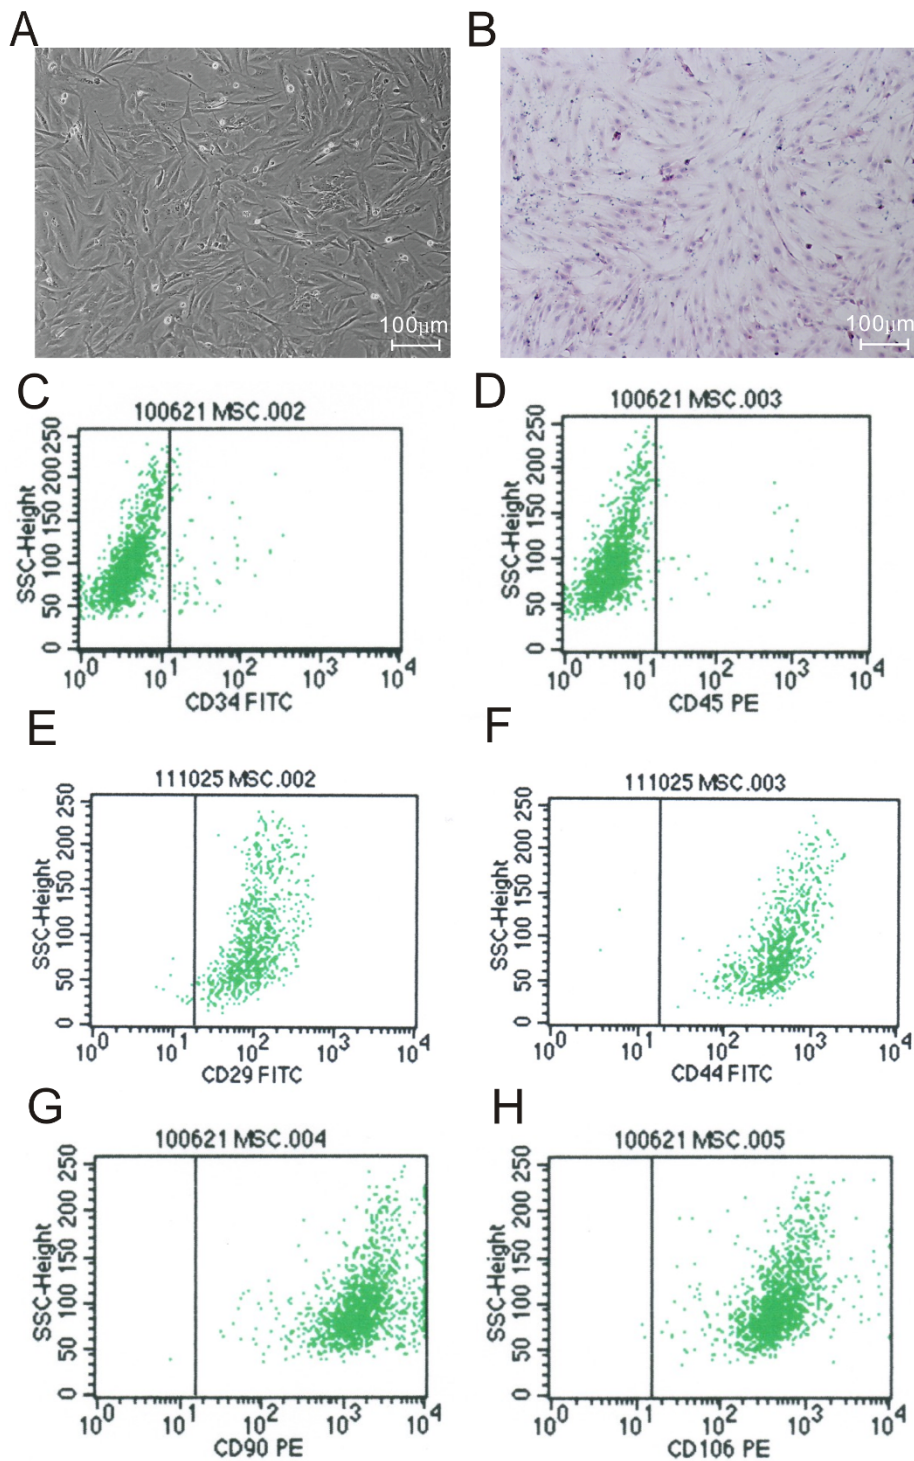 A
B
100μm
100μm
C
D
100621 MSC.002
100621 MSC.003
SSC-Height
0 50 100 150 200 250
10^0 10^1 10^2 10^3 10^4
CD34 FITC
SSC-Height
0 50 100 150 200 250
10^0 10^1 10^2 10^3 10^4
CD45 PE
E
F
111025 MSC.002
111025 MSC.003
SSC-Height
0 50 100 150 200 250
10^0 10^1 10^2 10^3 10^4
CD29 FITC
SSC-Height
0 50 100 150 200 250
10^0 10^1 10^2 10^3 10^4
CD44 FITC
G
H
100621 MSC.004
100621 MSC.005
SSC-Height
0 50 100 150 200 250
10^0 10^1 10^2 10^3 10^4
CD90 PE
SSC-Height
0 50 100 150 200 250
10^0 10^1 10^2 10^3 10^4
CD106 PE